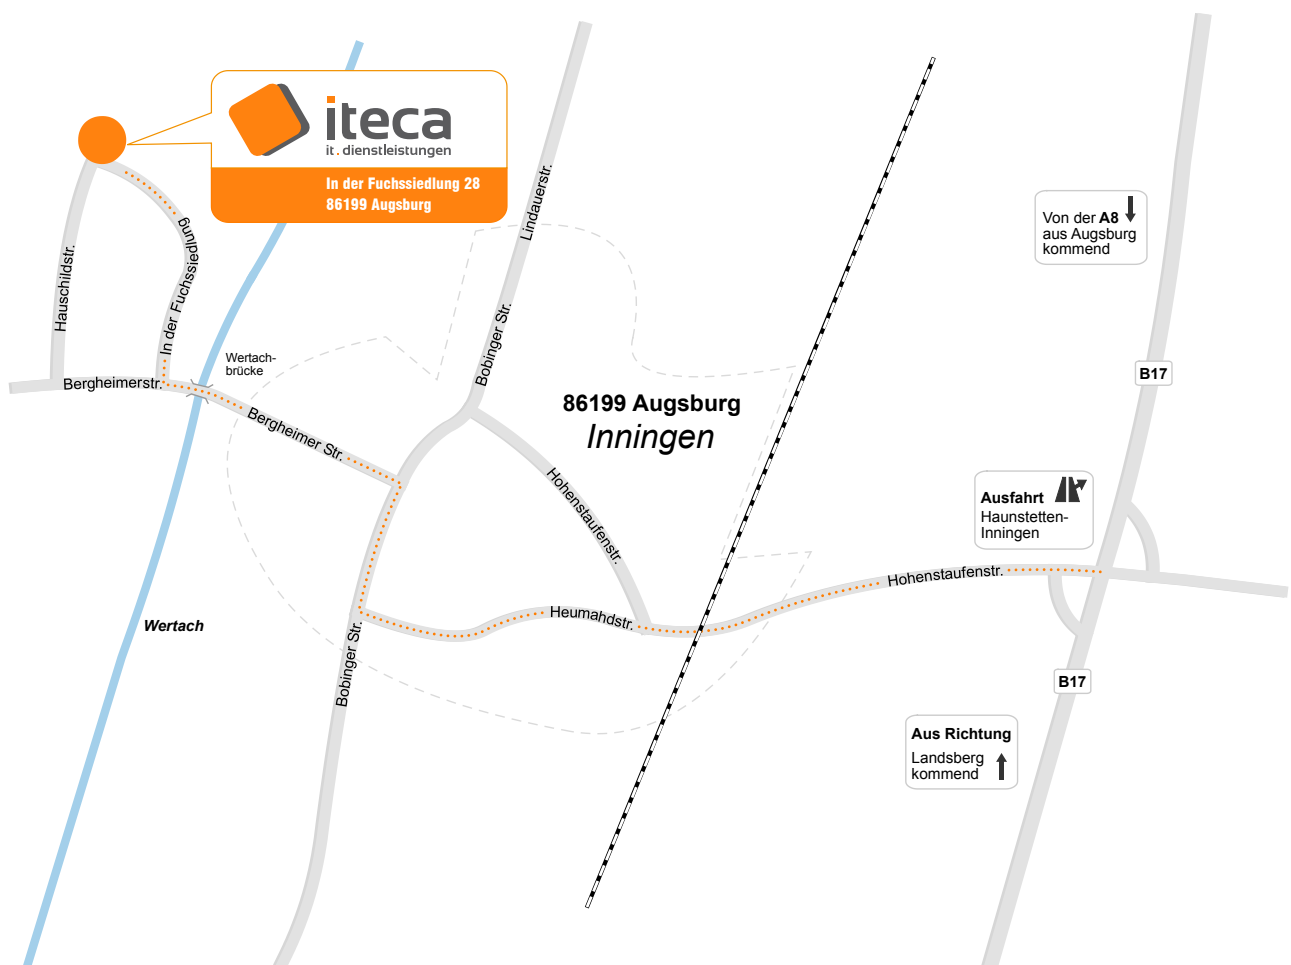 iteca
it.dienstleistungen
In der Fuchssiedlung 28
86199 Augsburg
Lindauerstr.
Von der A8
aus Augsburg
kommend
Hauschildstr.
In der Fuchssiedlung
Bobinger Str.
Wertach-
brücke
B17
Bergheimerstr.
86199 Augsburg
Inningen
Bergheimer Str.
Hohenstaufenstr.
Ausfahrt
Haunstetten-
Inningen
Hohenstaufenstr.
Heumahdstr.
Wertach
Bobinger Str.
B17
Aus Richtung
Landsberg
kommend